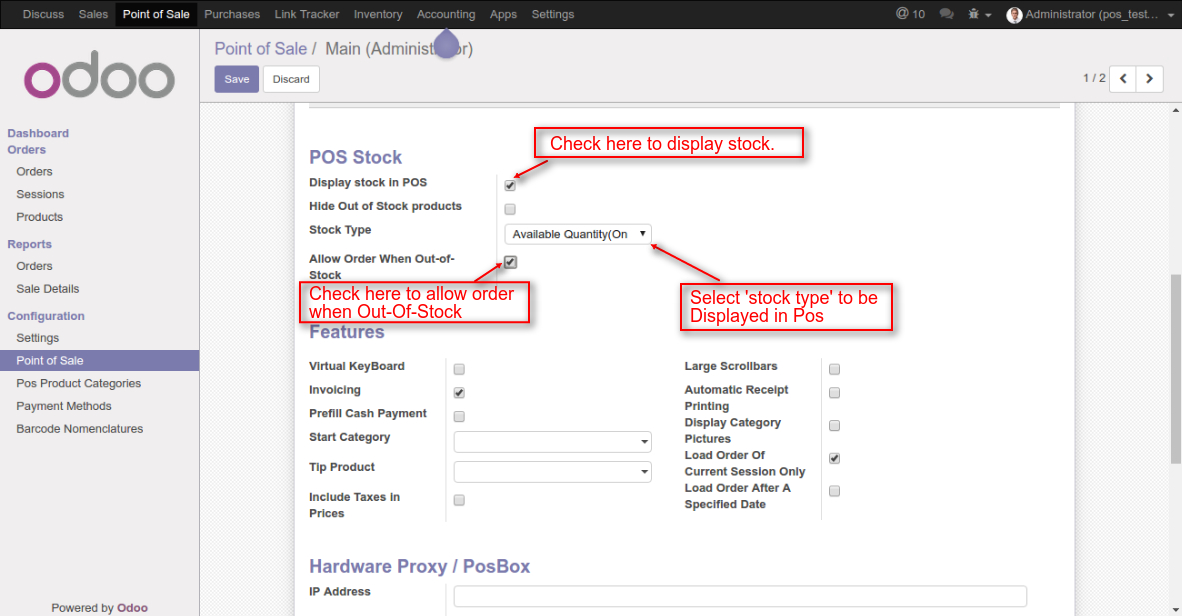 Discuss Sales Point of Sale Purchases Link Tracker Inventory Accounting Apps Settings @ 10 Administrator (pos_test...
odoo
Point of Sale / Main (Administrator)
Save Discard
1 / 2
Dashboard
Orders
Orders
Sessions
Products
Reports
Orders
Sale Details
Configuration
Settings
Point of Sale
Pos Product Categories
Payment Methods
Barcode Nomenclatures
Powered by Odoo
Check here to display stock.
POS Stock
Display stock in POS
Hide Out of Stock products
Stock Type Available Quantity(On
Allow Order When Out-of-
Stock
Check here to allow order
when Out-Of-Stock
Select 'stock type' to be
Displayed in Pos
Features
Virtual KeyBoard
Invoicing
Prefill Cash Payment
Start Category
Tip Product
Include Taxes in
Prices
Large Scrollbars
Automatic Receipt
Printing
Display Category
Pictures
Load Order Of
Current Session Only
Load Order After A
Specified Date
Hardware Proxy / PosBox
IP Address